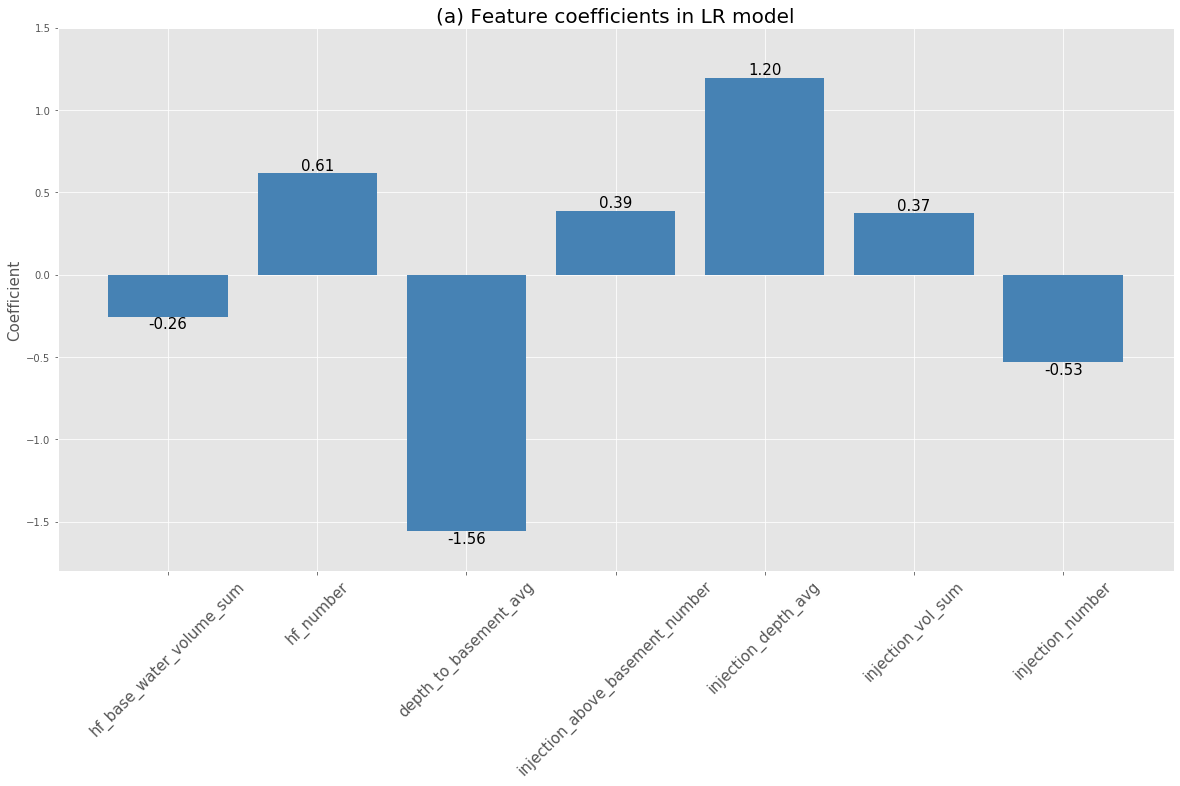 (a) Feature coefficients in LR model
1.5
1.0
0.5
0.0
−0.5
−1.0
−1.5
Coefficient
-0.26
0.61
-1.56
0.39
1.20
0.37
-0.53
hf_base_water_volume_sum
hf_number
depth_to_basement_avg
injection_above_basement_number
injection_depth_avg
injection_vol_sum
injection_number